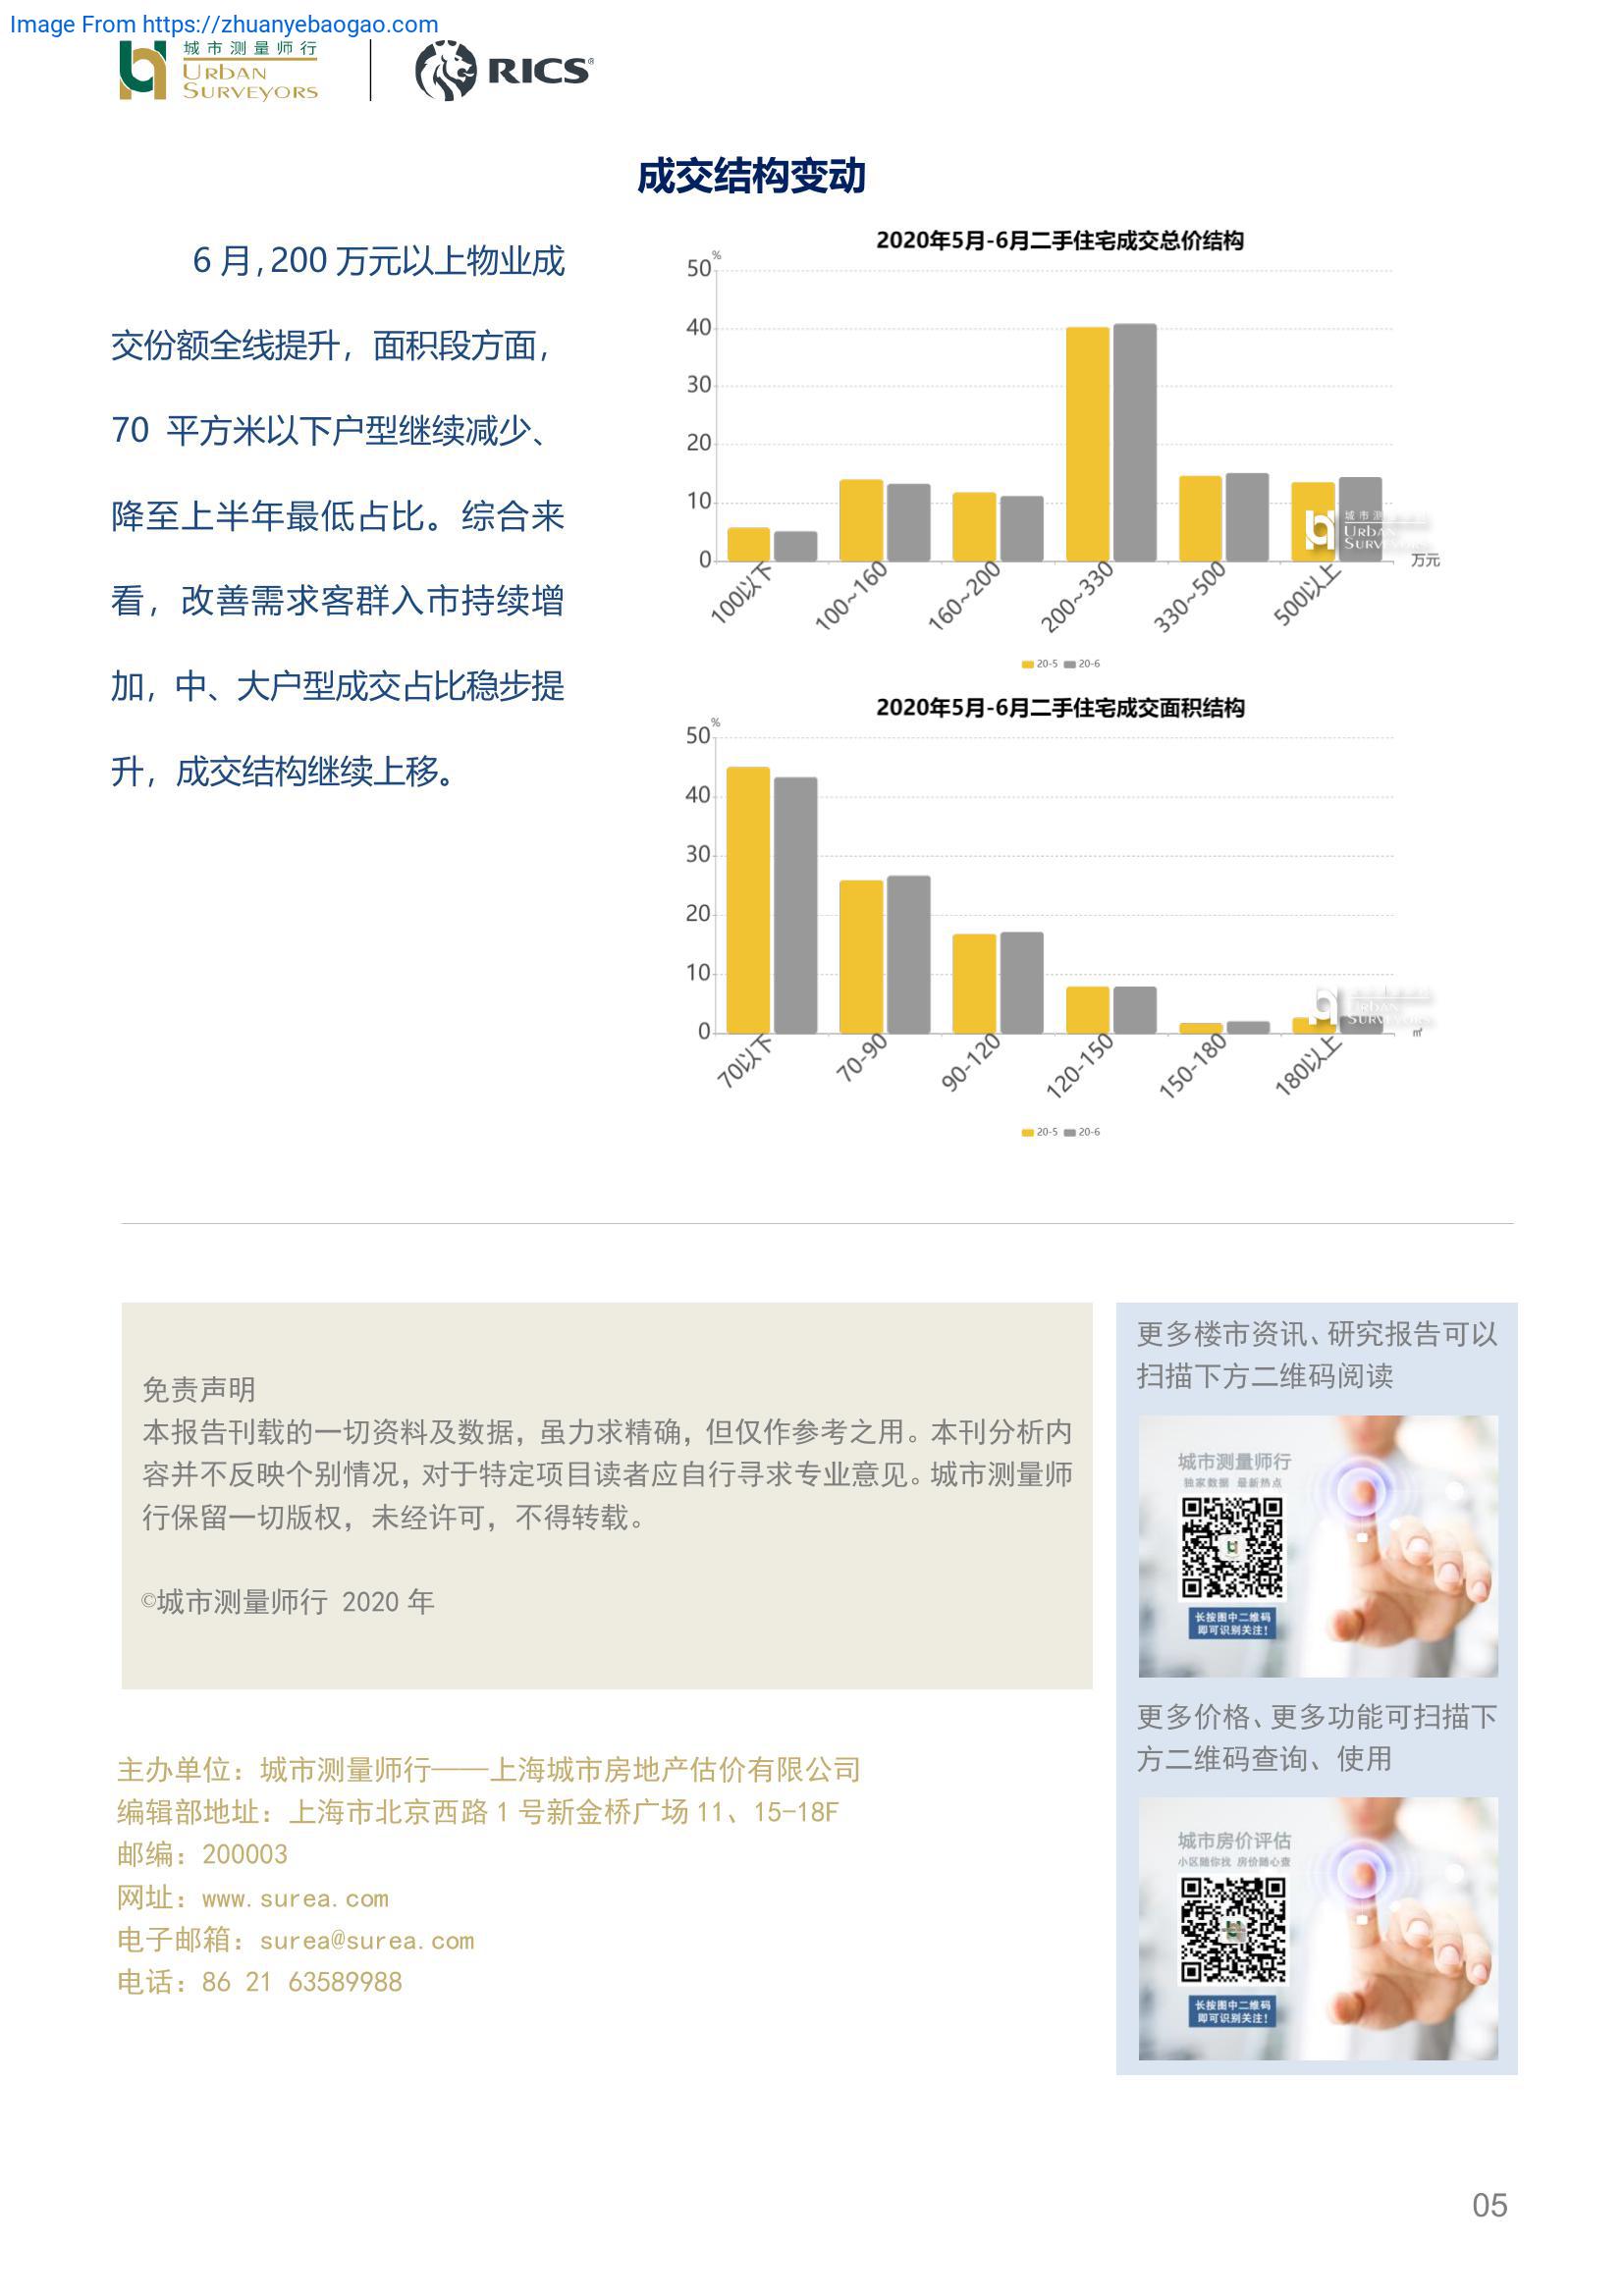 Image From https://zhuanyebaogao.com
城市测量师行
URBAN
SURVEYORS
RICS®
成交结构变动
6月,200万元以上物业成
交份额全线提升，面积段方面，
70 平方米以下户型继续减少、
降至上半年最低占比。综合来
看，改善需求客群入市持续增
加，中、大户型成交占比稳步提
升，成交结构继续上移。
2020年5月-6月二手住宅成交总价结构
%
50
40
30
20
10
0
100以下
100~160
160~200
200~330
330~500
500以上
万元
城市测
URBAN
SURVEYORS
20-5 20-6
2020年5月-6月二手住宅成交面积结构
%
50
40
30
20
10
0
70以下
70-90
90-120
120-150
150-180
180以上
㎡
URBAN
SURVEYORS
20-5 20-6
免责声明
本报告刊载的一切资料及数据，虽力求精确，但仅作参考之用。本刊分析内
容并不反映个别情况，对于特定项目读者应自行寻求专业意见。城市测量师
行保留一切版权，未经许可，不得转载。
©城市测量师行 2020 年
主办单位：城市测量师行——上海城市房地产估价有限公司
编辑部地址：上海市北京西路 1 号新金桥广场 11、15-18F
邮编：200003
网址：www.surea.com
电子邮箱：surea@surea.com
电话：86 21 63589988
更多楼市资讯、研究报告可以
扫描下方二维码阅读
城市测量师行
独家数据 最新热点
长按图中二维码
即可识别关注！
更多价格、更多功能可扫描下
方二维码查询、使用
城市房价评估
小区随你找 房价随心查
长按图中二维码
即可识别关注！
05